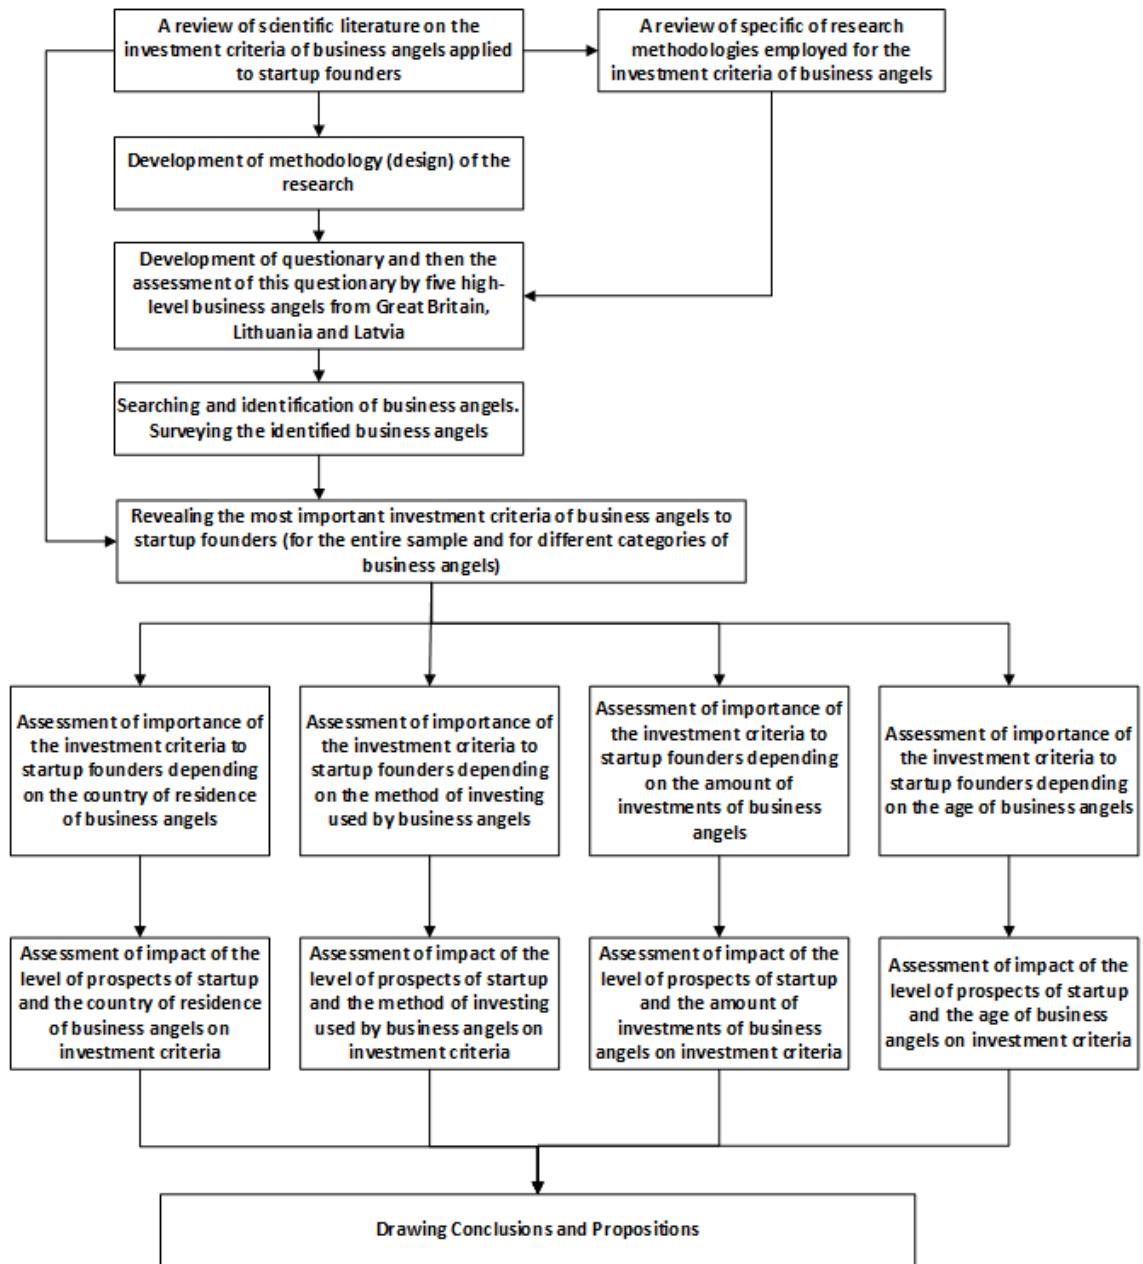 A review of scientific literature on the
investment criteria of business angels applied
to startup founders
A review of specific of research
methodologies employed for the
investment criteria of business angels
Development of methodology (design) of the
research
Development of questionary and then the
assessment of this questionary by five high-
level business angels from Great Britain,
Lithuania and Latvia
Searching and identification of business angels.
Surveying the identified business angels
Revealing the most important investment criteria of business angels to
startup founders (for the entire sample and for different categories of
business angels)
Assessment of importance of
the investment criteria to
startup founders depending
on the country of residence
of business angels
Assessment of importance of
the investment criteria to
startup founders depending
on the method of investing
used by business angels
Assessment of importance of
the investment criteria to
startup founders depending
on the amount of
investments of business
angels
Assessment of importance of
the investment criteria to
startup founders depending
on the age of business angels
Assessment of impact of the
level of prospects of startup
and the country of residence
of business angels on
investment criteria
Assessment of impact of the
level of prospects of startup
and the method of investing
used by business angels on
investment criteria
Assessment of impact of the
level of prospects of startup
and the amount of
investments of business
angels on investment criteria
Assessment of impact of the
level of prospects of startup
and the age of business
angels on investment criteria
Drawing Conclusions and Propositions